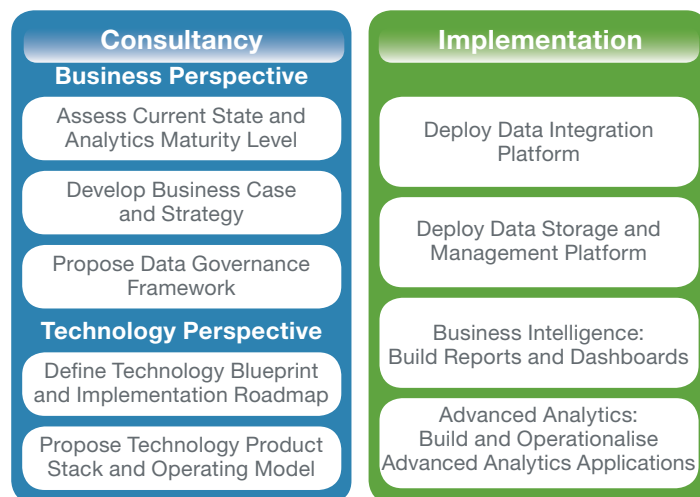 Consultancy
Business Perspective
Assess Current State and
Analytics Maturity Level
Develop Business Case
and Strategy
Propose Data Governance
Framework
Technology Perspective
Define Technology Blueprint
and Implementation Roadmap
Propose Technology Product
Stack and Operating Model
Implementation
Deploy Data Integration
Platform
Deploy Data Storage and
Management Platform
Business Intelligence:
Build Reports and Dashboards
Advanced Analytics:
Build and Operationalise
Advanced Analytics Applications